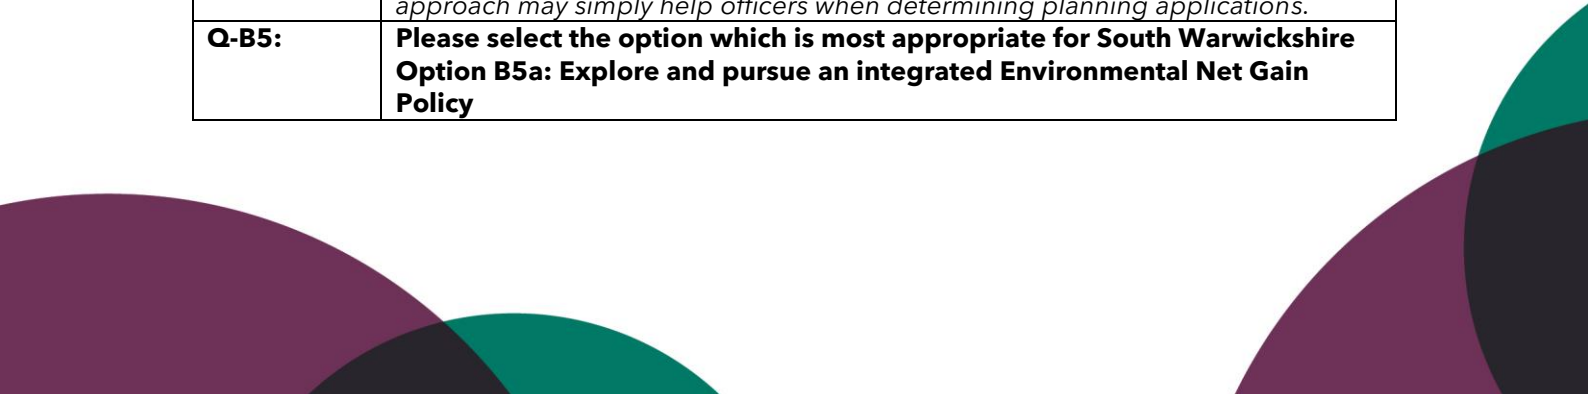 approach may simply help officers when determining planning applications.
Q-B5: Please select the option which is most appropriate for South Warwickshire
Option B5a: Explore and pursue an integrated Environmental Net Gain
Policy